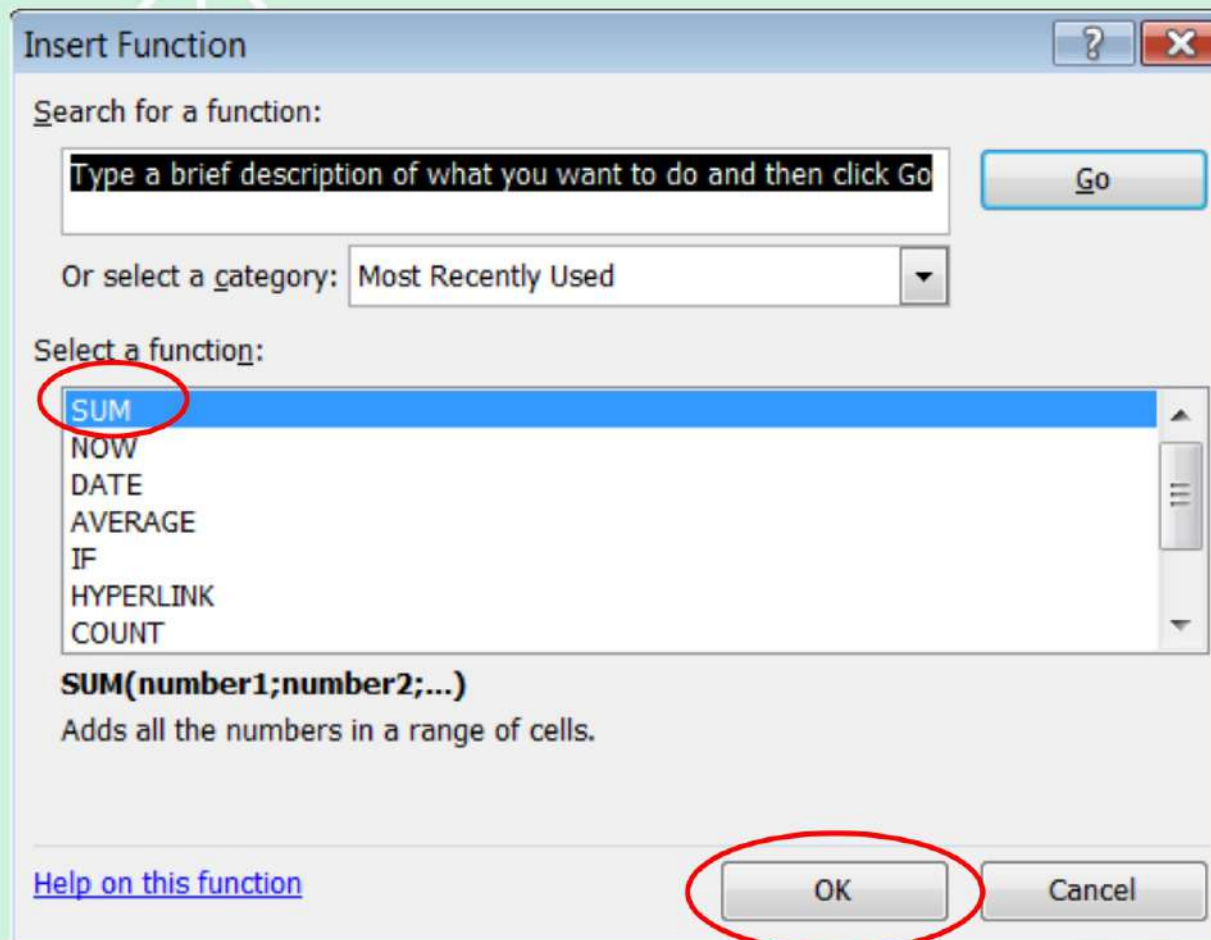 Insert Function
Search for a function:
Type a brief description of what you want to do and then click Go
Go
Or select a category: Most Recently Used
Select a function:
SUM
NOW
DATE
AVERAGE
IF
HYPERLINK
COUNT
SUM(number1;number2;...)
Adds all the numbers in a range of cells.
Help on this function
OK
Cancel